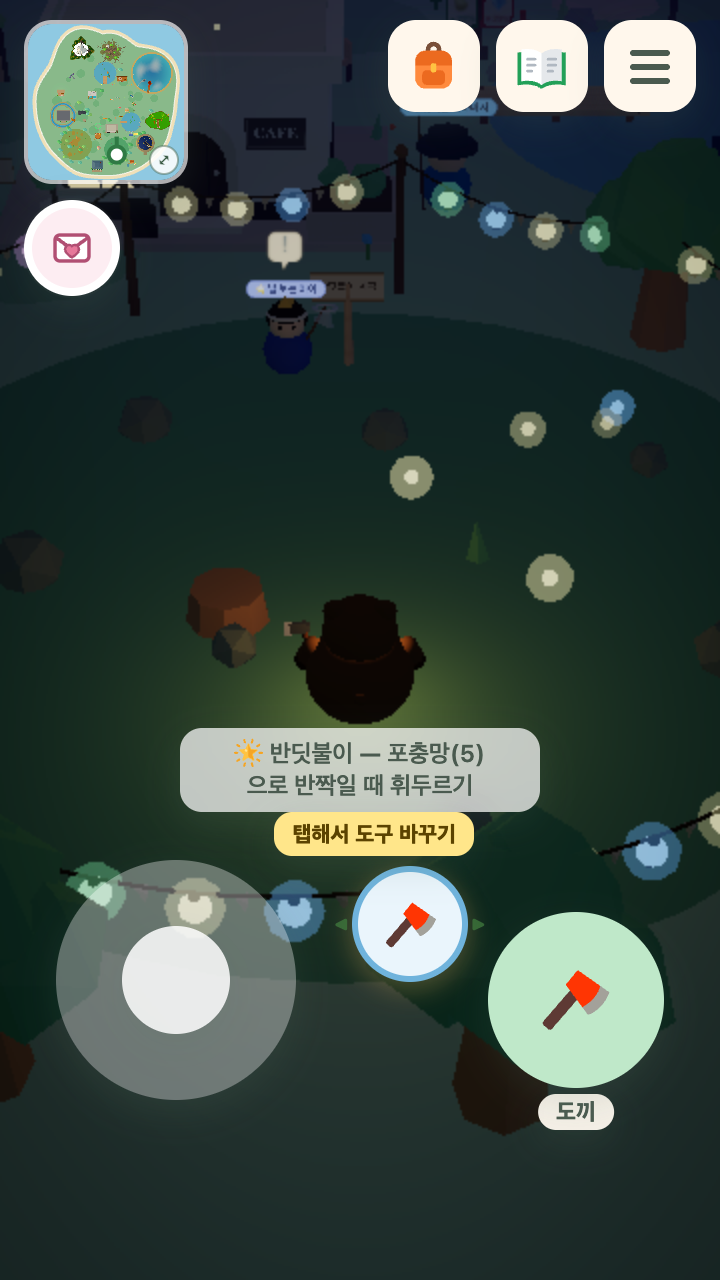 CAFE
!
반딧불이 — 포충망(5)
으로 반짝일 때 휘두르기
탭해서 도구 바꾸기
도끼